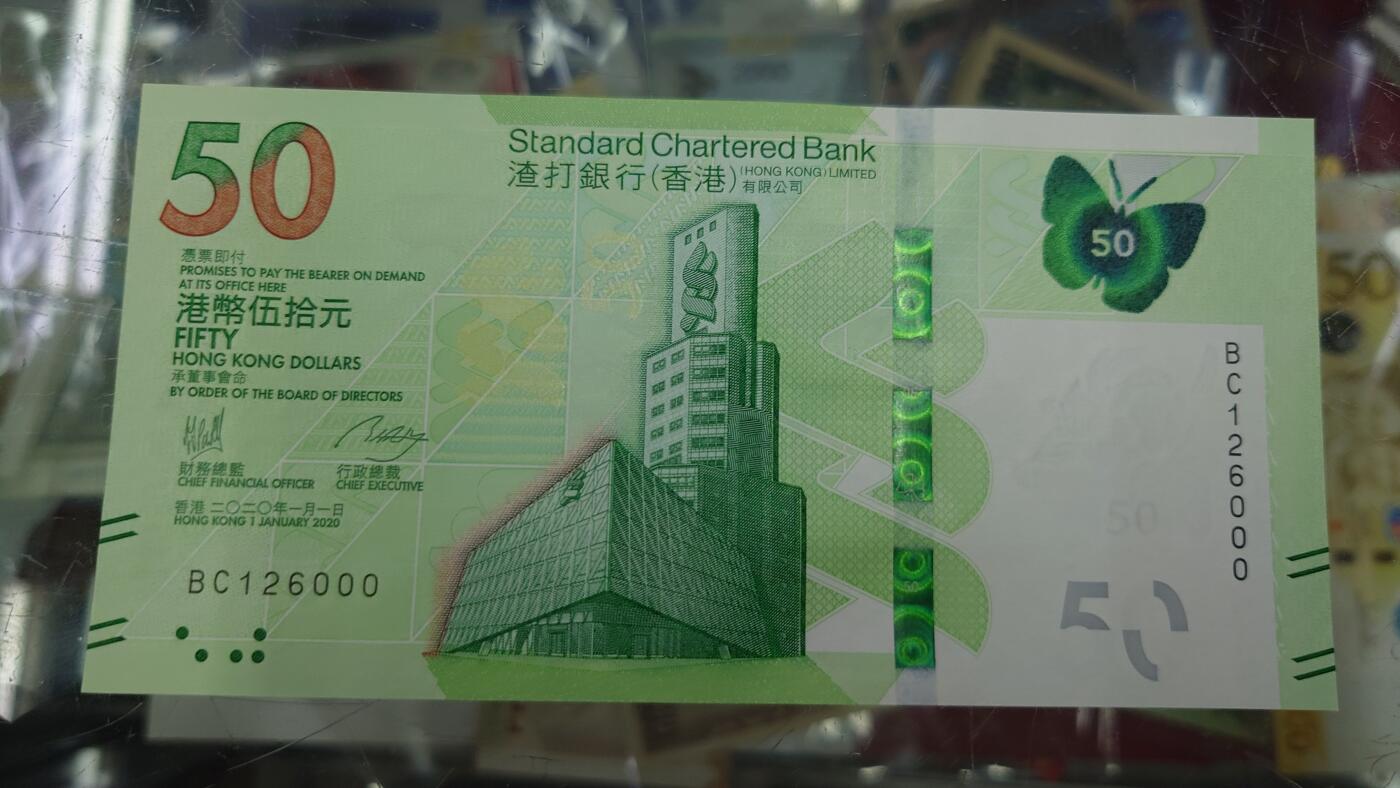 50
Standard Chartered Bank
渣打銀行(香港)
(HONG KONG) LIMITED
有限公司
50
憑票即付
PROMISES TO PAY THE BEARER ON DEMAND
AT ITS OFFICE HERE
港幣伍拾元
FIFTY
HONG KONG DOLLARS
承董事會命
BY ORDER OF THE BOARD OF DIRECTORS
財務總監
CHIEF FINANCIAL OFFICER
行政總裁
CHIEF EXECUTIVE
香港 二〇二〇年一月一日
HONG KONG 1 JANUARY 2020
BC126000
BC126000
50
50